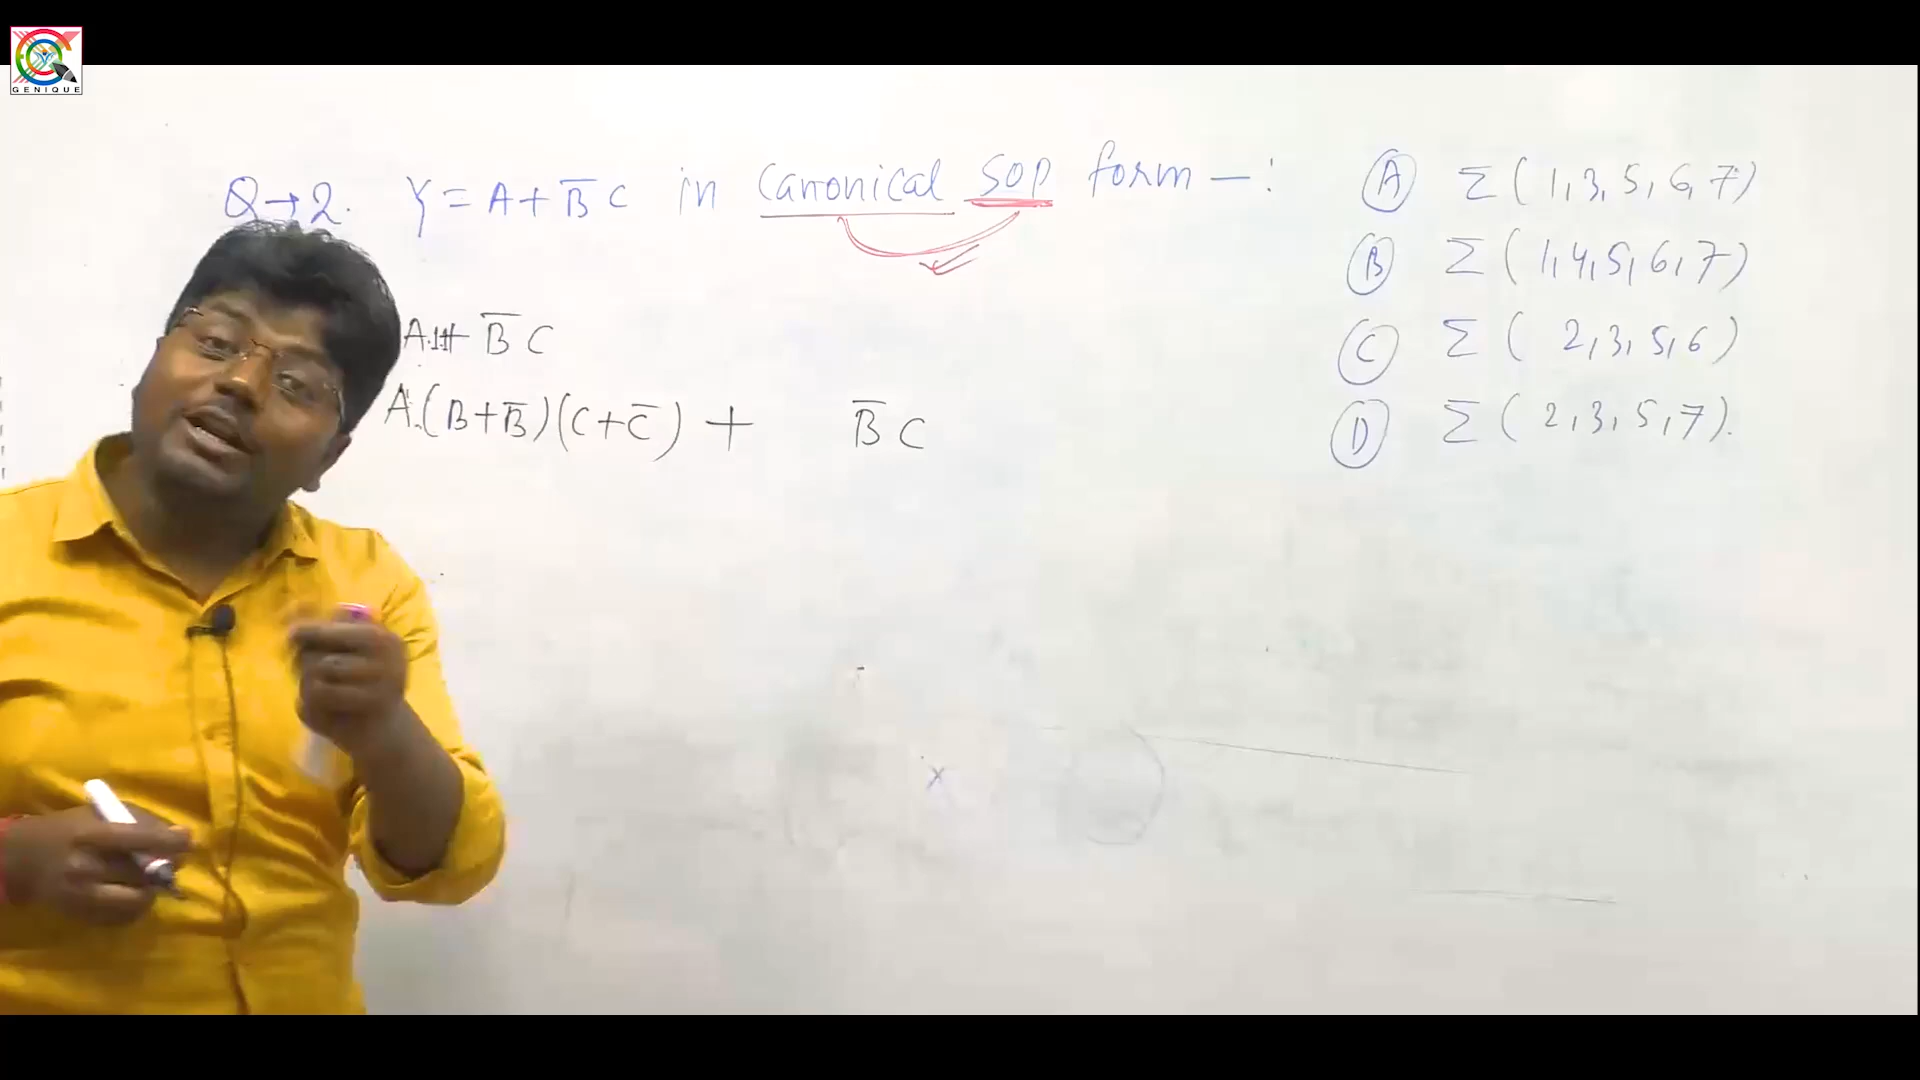 GENIQUE
Q→2. Y = A + B̅ C in Canonical SOP form —:
A.1 + B̅ C
A.(B+B̅)(C+C̅) + B̅ C
(A) Σ( 1,3,5,6,7)
(B) Σ( 1,4,5,6,7)
(C) Σ( 2,3,5,6)
(D) Σ( 2,3,5,7).